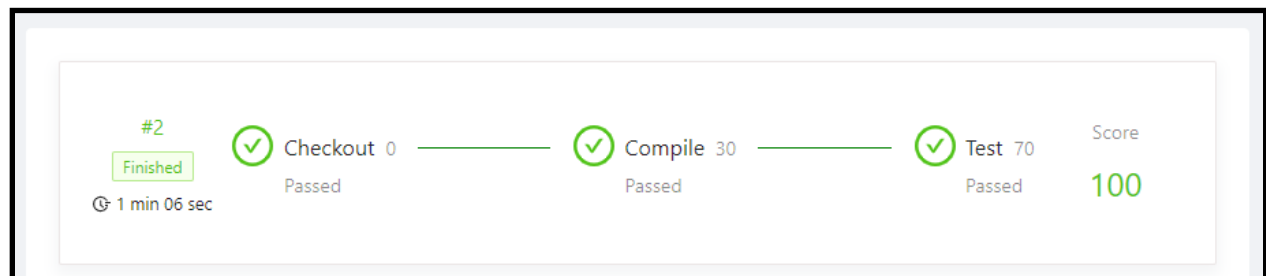 #2
Finished
1 min 06 sec
Checkout 0
Passed
Compile 30
Passed
Test 70
Passed
Score
100